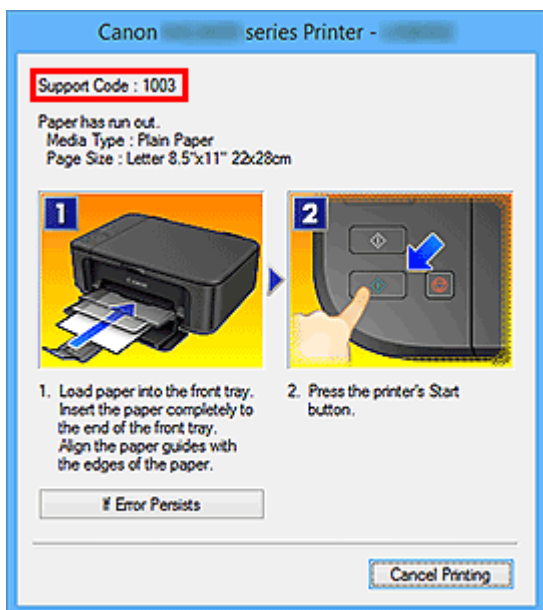 Canon series Printer -
Support Code : 1003
Paper has run out.
Media Type : Plain Paper
Page Size : Letter 8.5"x11" 22x28cm
1
2
Canon
1. Load paper into the front tray.
Insert the paper completely to
the end of the front tray.
Align the paper guides with
the edges of the paper.
2. Press the printer's Start
button.
If Error Persists
Cancel Printing